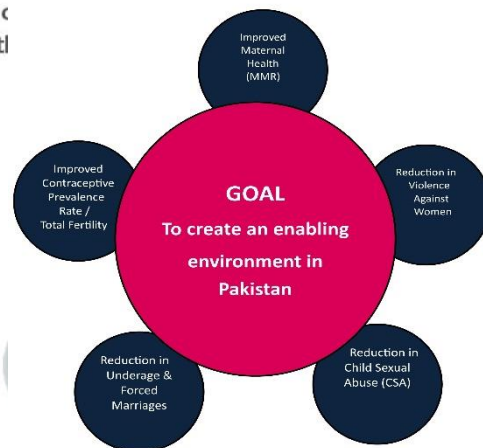 Improved
Maternal
Health
(MMR)
Improved
Contraceptive
Prevalence
Rate /
Total Fertility
Reduction in
Violence
Against
Women
GOAL
To create an enabling
environment in
Pakistan
Reduction in
Underage &
Forced
Marriages
Reduction in
Child Sexual
Abuse (CSA)